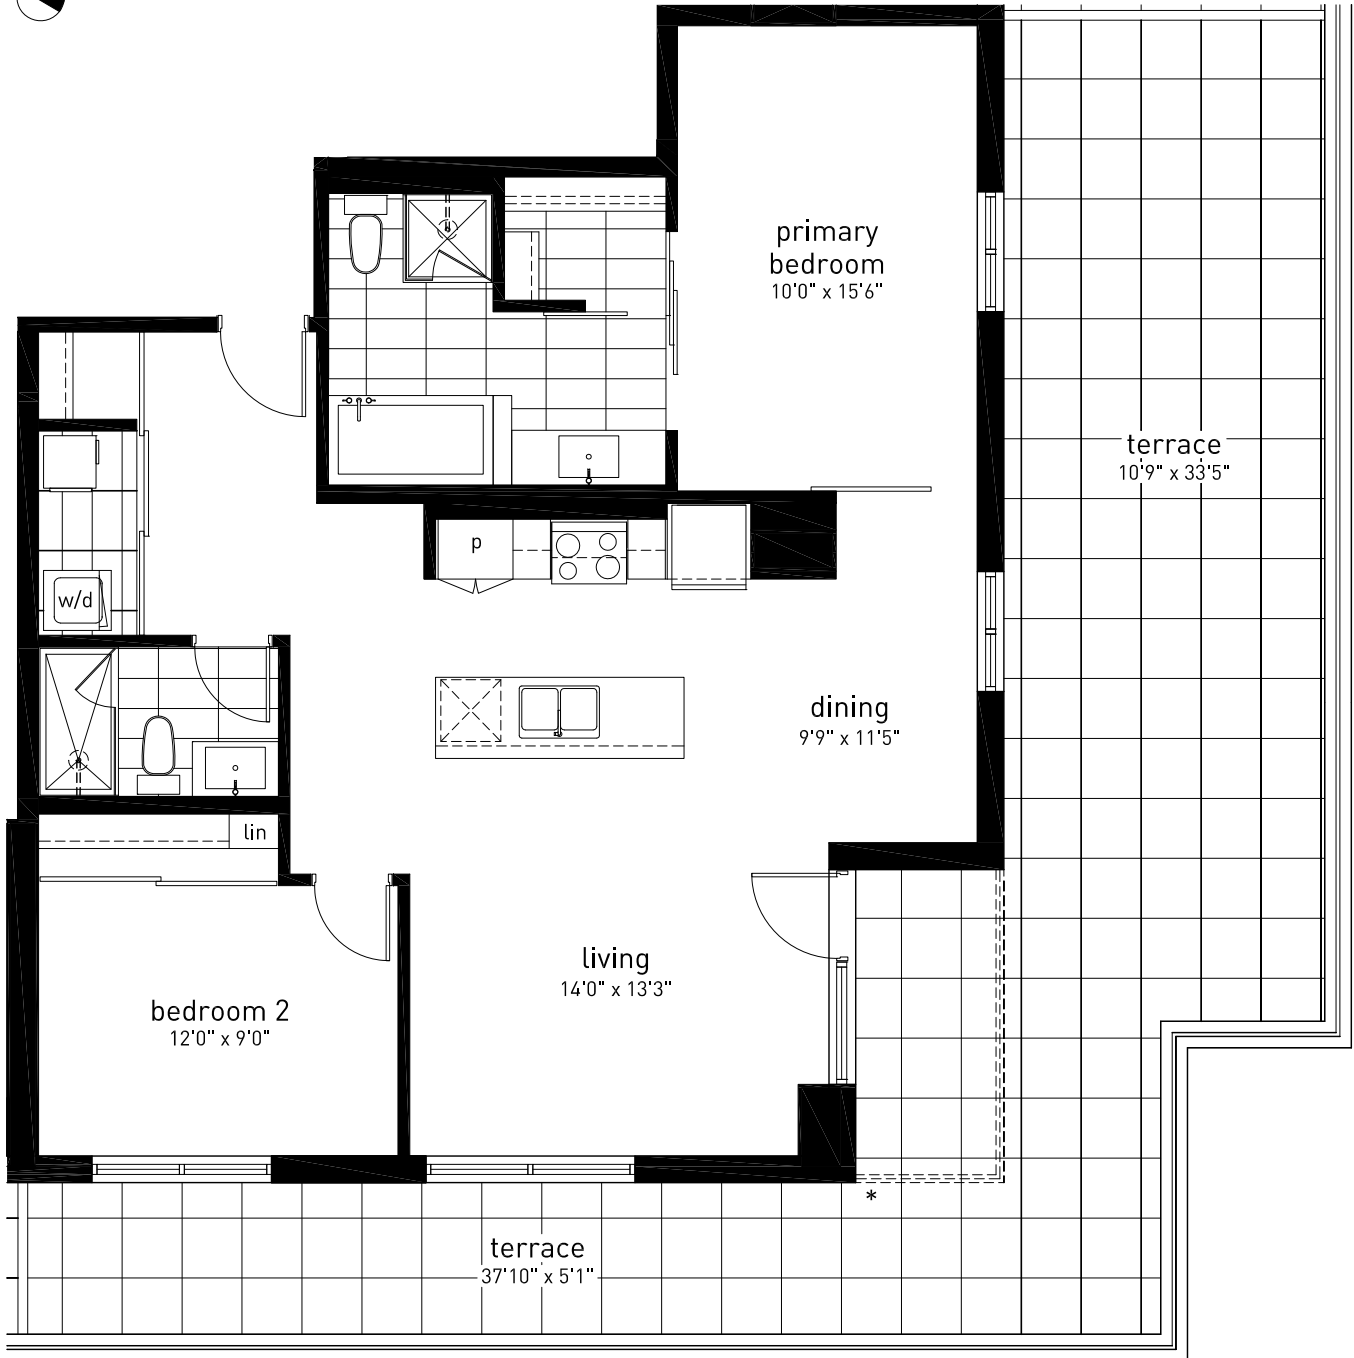 primary
bedroom
10'0" x 15'6"
terrace
10'9" x 33'5"
p
w/d
dining
9'9" x 11'5"
lin
living
14'0" x 13'3"
bedroom 2
12'0" x 9'0"
*
terrace
37'10" x 5'1"